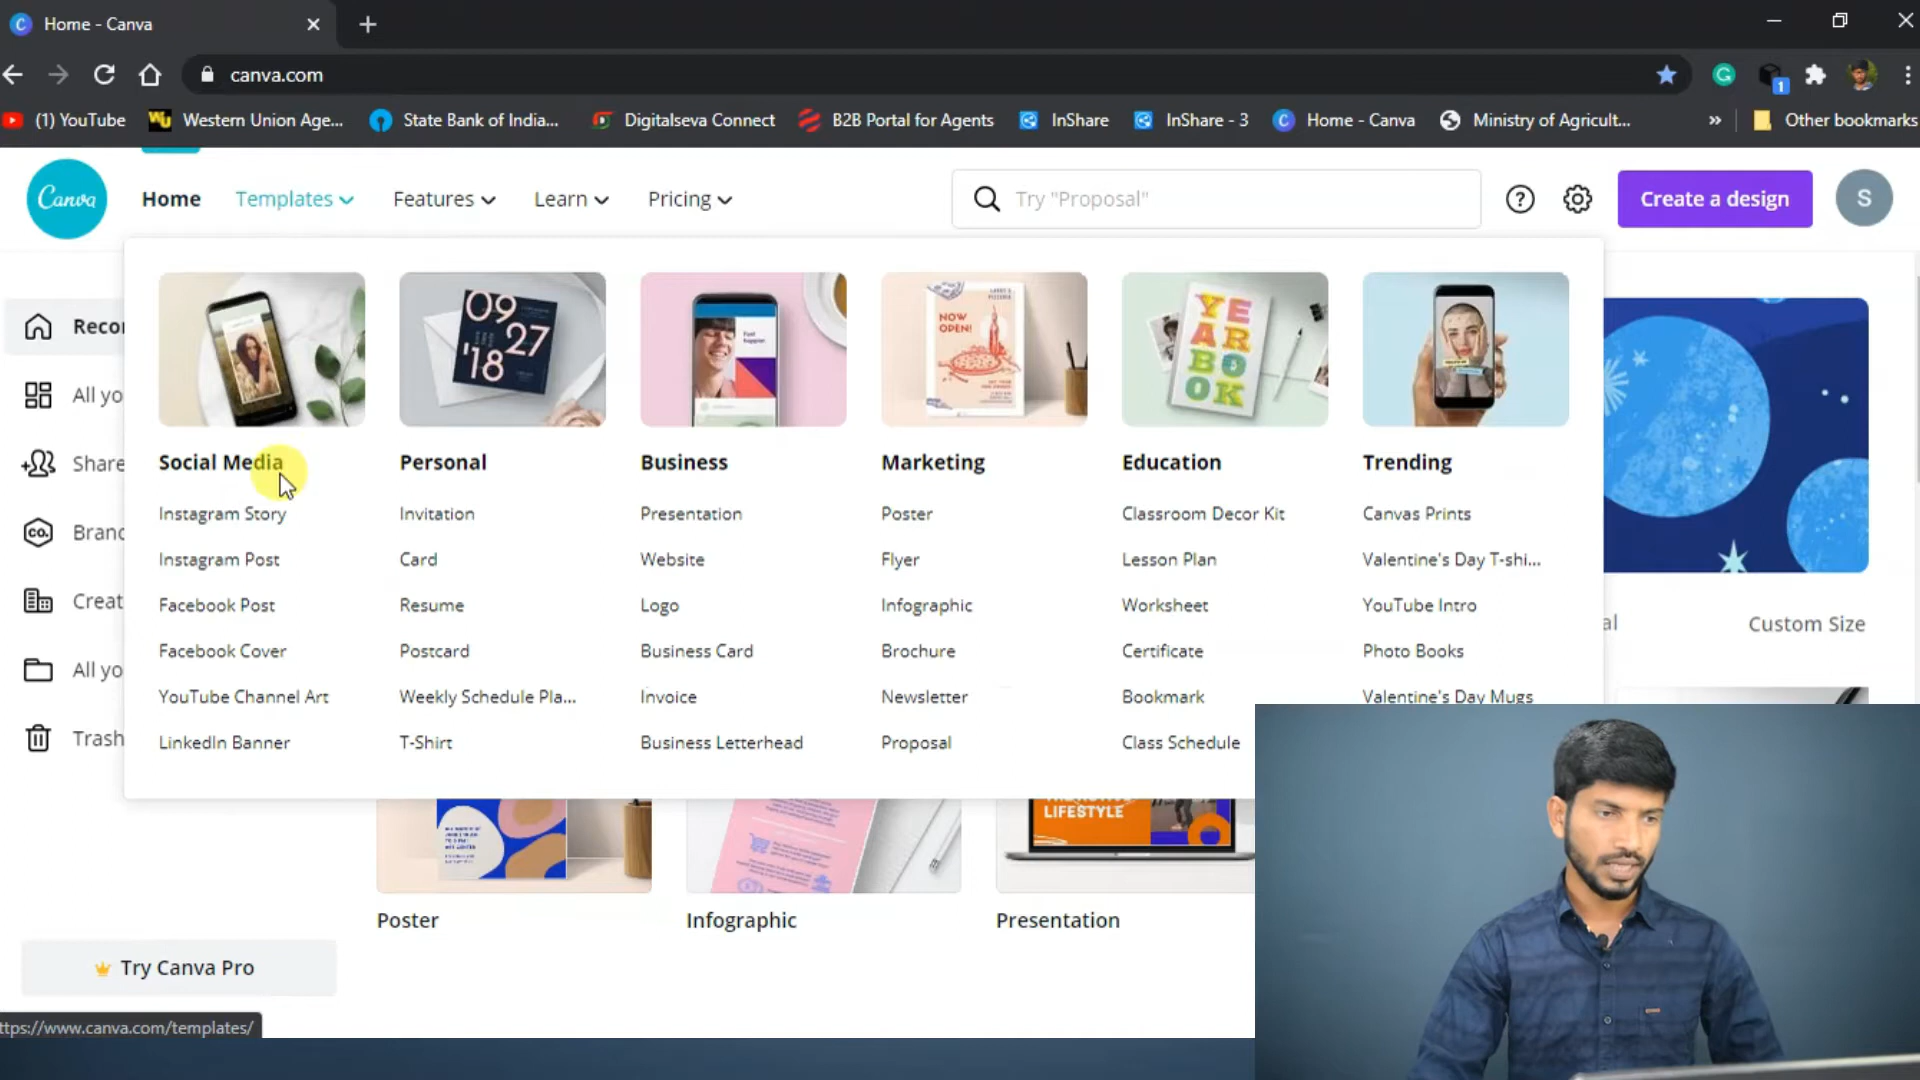 Home - Canva
canva.com
1
(1) YouTube
Western Union Age...
State Bank of India...
Digitalseva Connect
B2B Portal for Agents
InShare
InShare - 3
Home - Canva
Ministry of Agricult...
»
Other bookmarks
Canva
Home
Templates
Features
Learn
Pricing
Try "Proposal"
Create a design
S
Recor
All yo
Share
Branc
Creat
All yo
Trash
09
27
'18
NOW OPEN!
YE
AR
BO
OK
Social Media
Instagram Story
Instagram Post
Facebook Post
Facebook Cover
YouTube Channel Art
LinkedIn Banner
Personal
Invitation
Card
Resume
Postcard
Weekly Schedule Pla...
T-Shirt
Business
Presentation
Website
Logo
Business Card
Invoice
Business Letterhead
Marketing
Poster
Flyer
Infographic
Brochure
Newsletter
Proposal
Education
Classroom Decor Kit
Lesson Plan
Worksheet
Certificate
Bookmark
Class Schedule
Trending
Canvas Prints
Valentine's Day T-shi...
YouTube Intro
Photo Books
Valentine's Day Mugs
al
Custom Size
LIFESTYLE
Poster
Infographic
Presentation
Try Canva Pro
ttps://www.canva.com/templates/